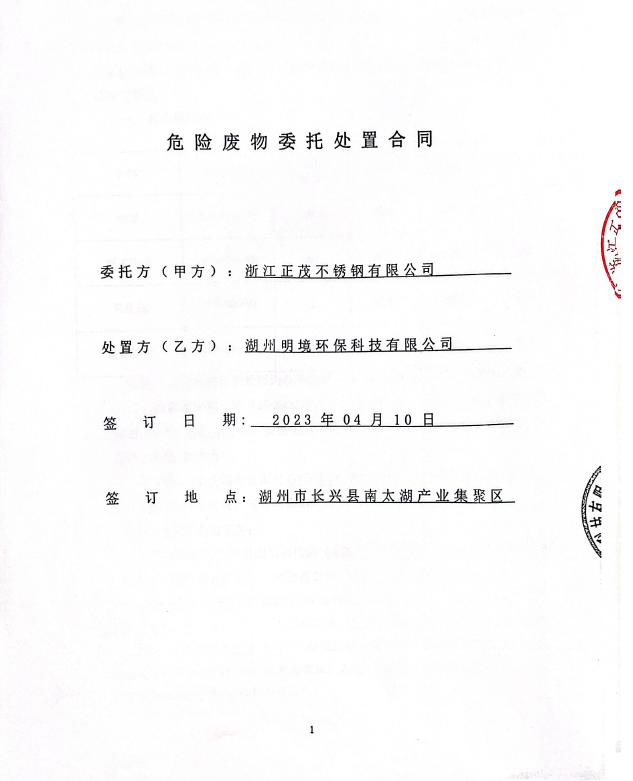 危险废物委托处置合同
委托方（甲方）：浙江正茂不锈钢有限公司
处置方（乙方）：湖州明境环保科技有限公司
签订日期：2023年04月10日
签订地点：湖州市长兴县南太湖产业集聚区
1